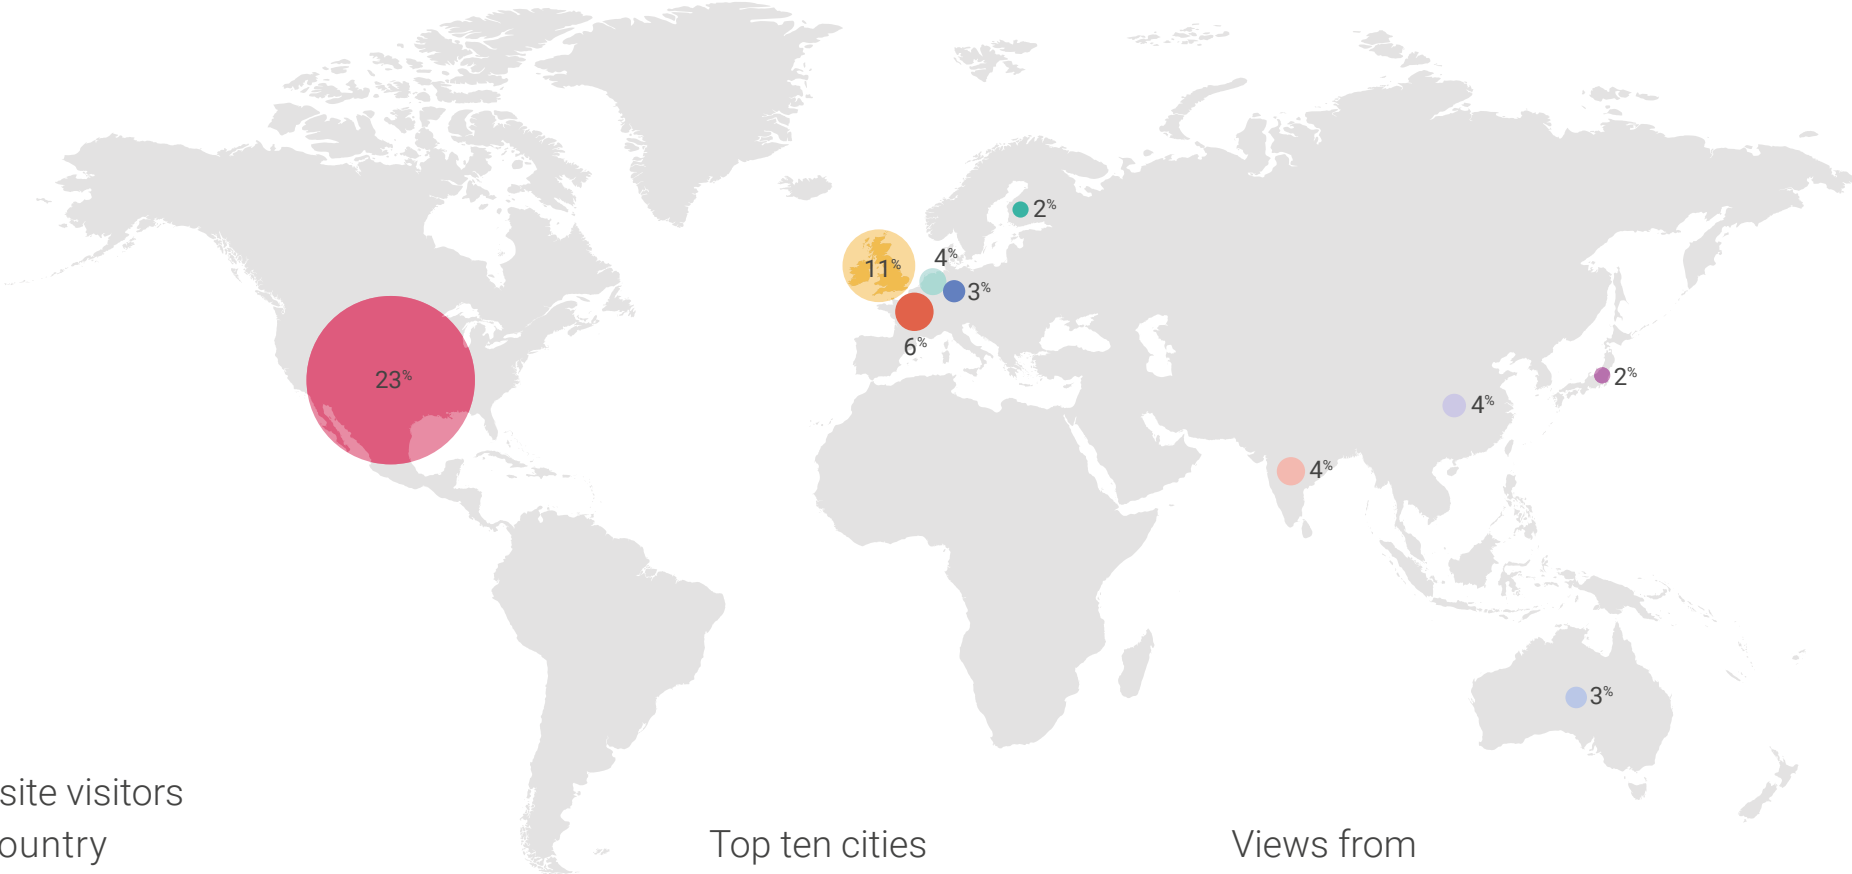 2%
11%
4%
3%
6%
23%
2%
4%
4%
3%
site visitors
ountry
Top ten cities
Views from